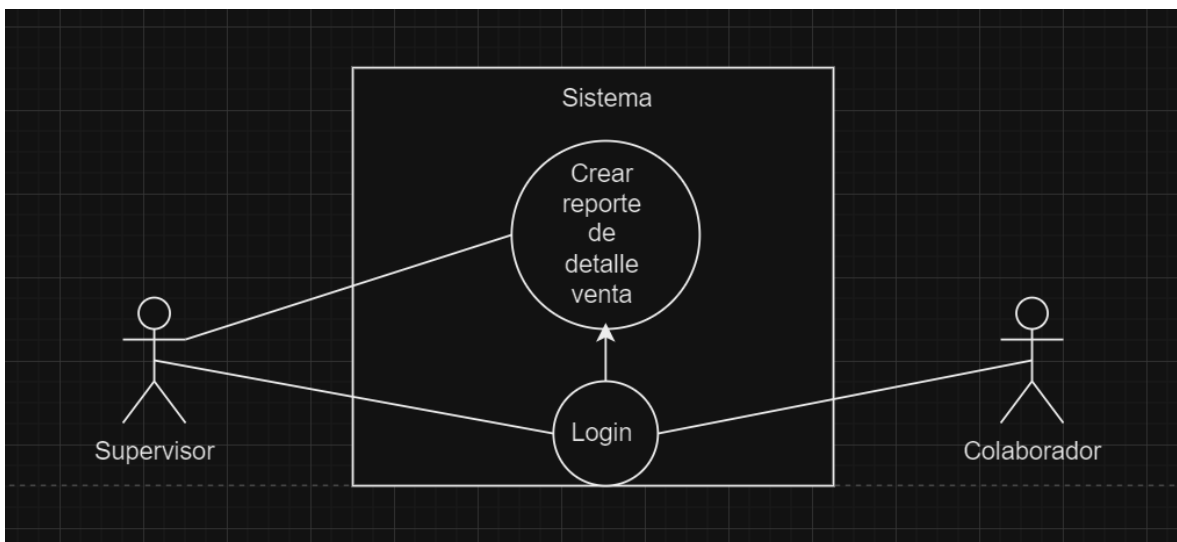 Sistema
Crear
reporte
de
detalle
venta
Login
Supervisor
Colaborador